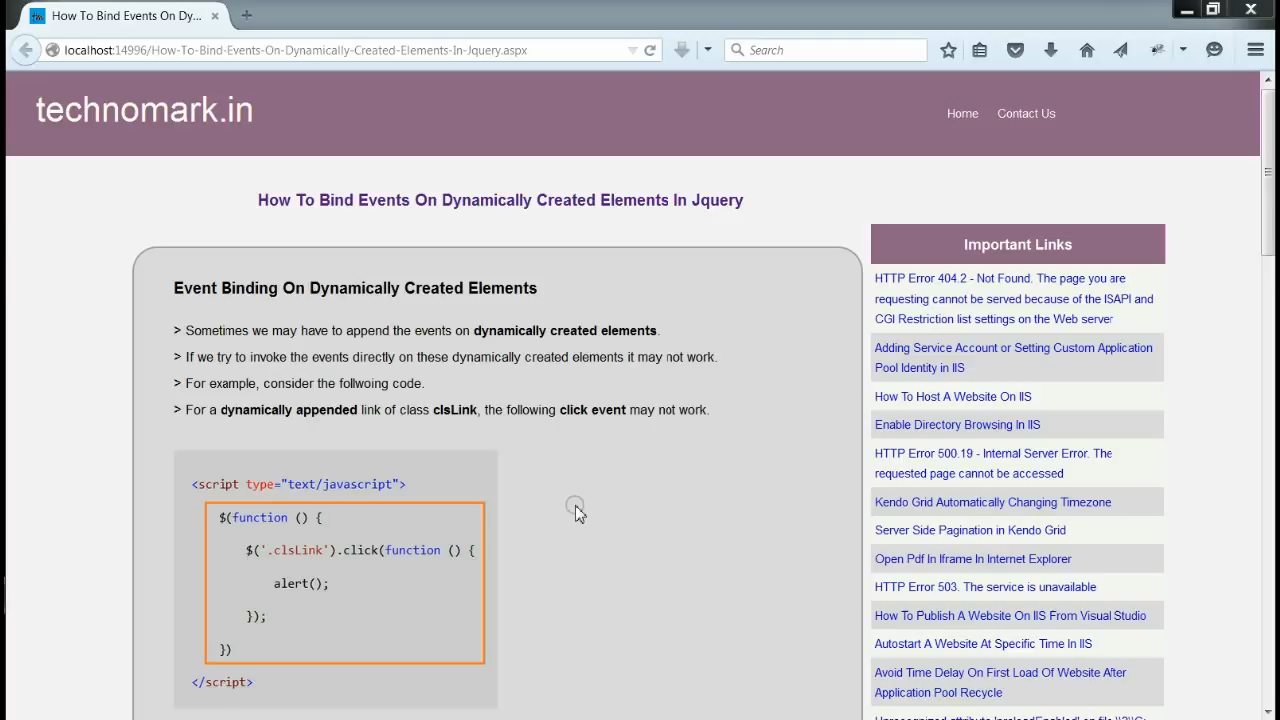 How To Bind Events On Dy...
localhost:14996/How-To-Bind-Events-On-Dynamically-Created-Elements-In-Jquery.aspx
Search
technomark.in
Home
Contact Us
How To Bind Events On Dynamically Created Elements In Jquery
Event Binding On Dynamically Created Elements
> Sometimes we may have to append the events on dynamically created elements.
> If we try to invoke the events directly on these dynamically created elements it may not work.
> For example, consider the follwoing code.
> For a dynamically appended link of class clsLink, the following click event may not work.
<script type="text/javascript">
$(function () {
$('.clsLink').click(function () {
alert();
});
})
</script>
Important Links
HTTP Error 404.2 - Not Found. The page you are
requesting cannot be served because of the ISAPI and
CGI Restriction list settings on the Web server
Adding Service Account or Setting Custom Application
Pool Identity in IIS
How To Host A Website On IIS
Enable Directory Browsing In IIS
HTTP Error 500.19 - Internal Server Error. The
requested page cannot be accessed
Kendo Grid Automatically Changing Timezone
Server Side Pagination in Kendo Grid
Open Pdf In Iframe In Internet Explorer
HTTP Error 503. The service is unavailable
How To Publish A Website On IIS From Visual Studio
Autostart A Website At Specific Time In IIS
Avoid Time Delay On First Load Of Website After
Application Pool Recycle